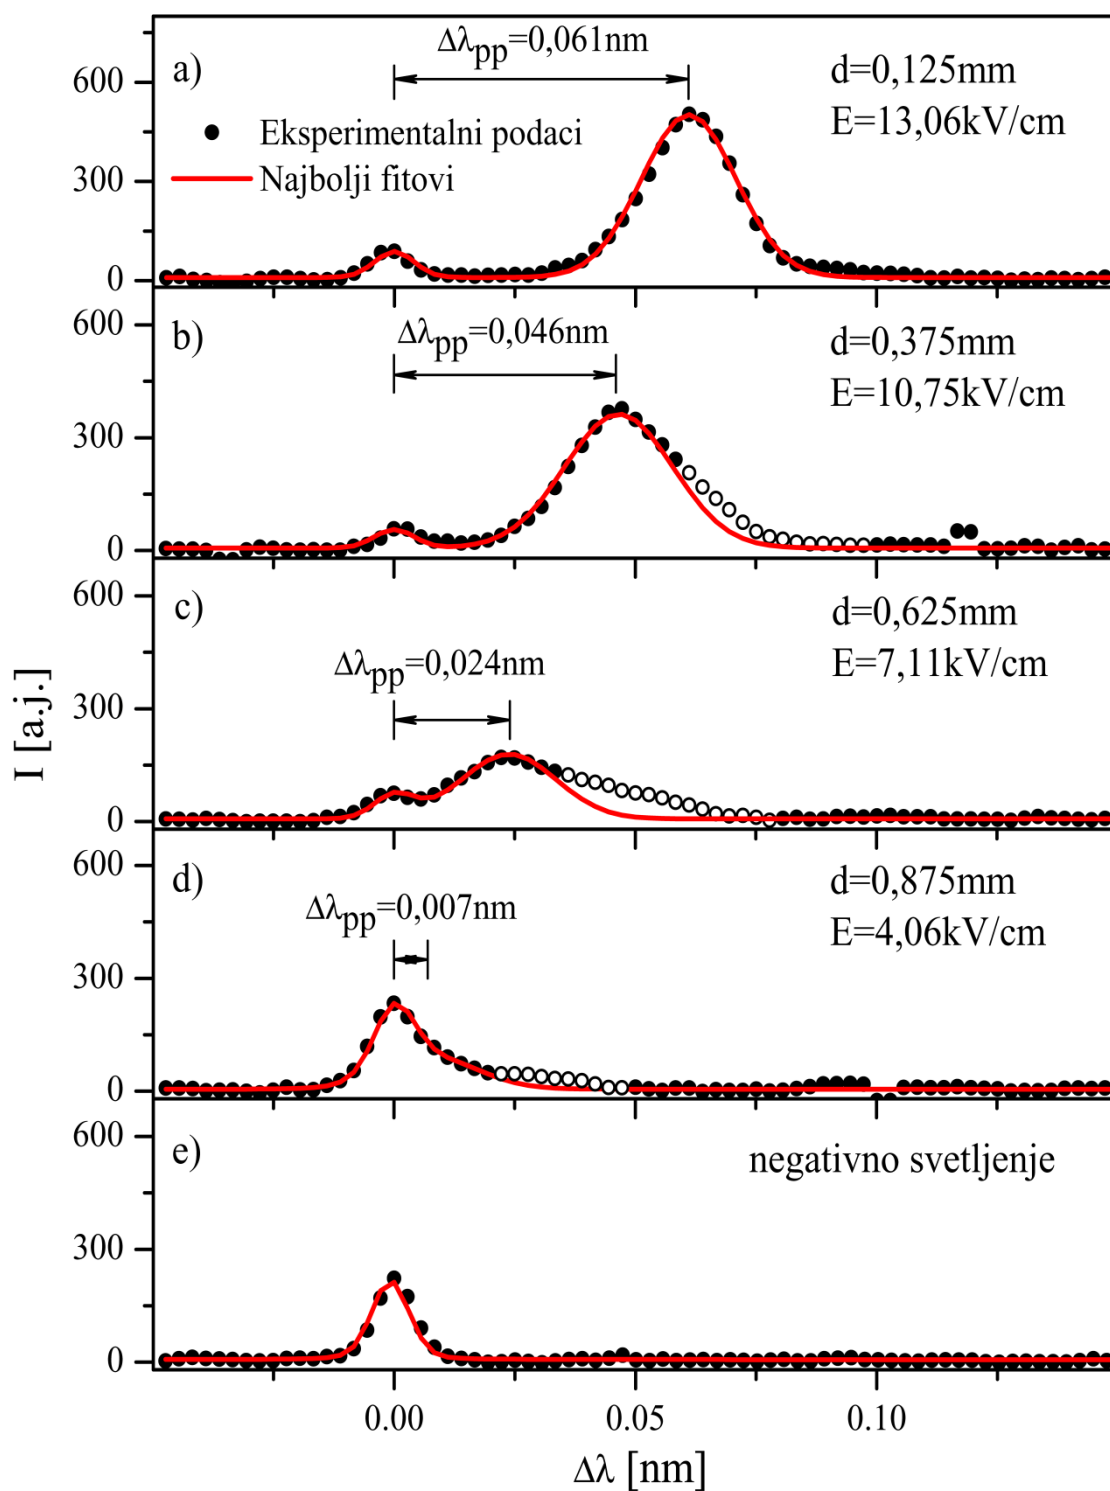 a)
Δλpp=0,061nm
d=0,125mm
E=13,06kV/cm
Eksperimentalni podaci
Najbolji fitovi
600
300
0
b)
Δλpp=0,046nm
d=0,375mm
E=10,75kV/cm
600
300
0
c)
Δλpp=0,024nm
d=0,625mm
E=7,11kV/cm
600
300
0
d)
Δλpp=0,007nm
d=0,875mm
E=4,06kV/cm
600
300
0
e)
negativno svetljenje
600
300
0
I [a.j.]
0.00 0.05 0.10
Δλ [nm]